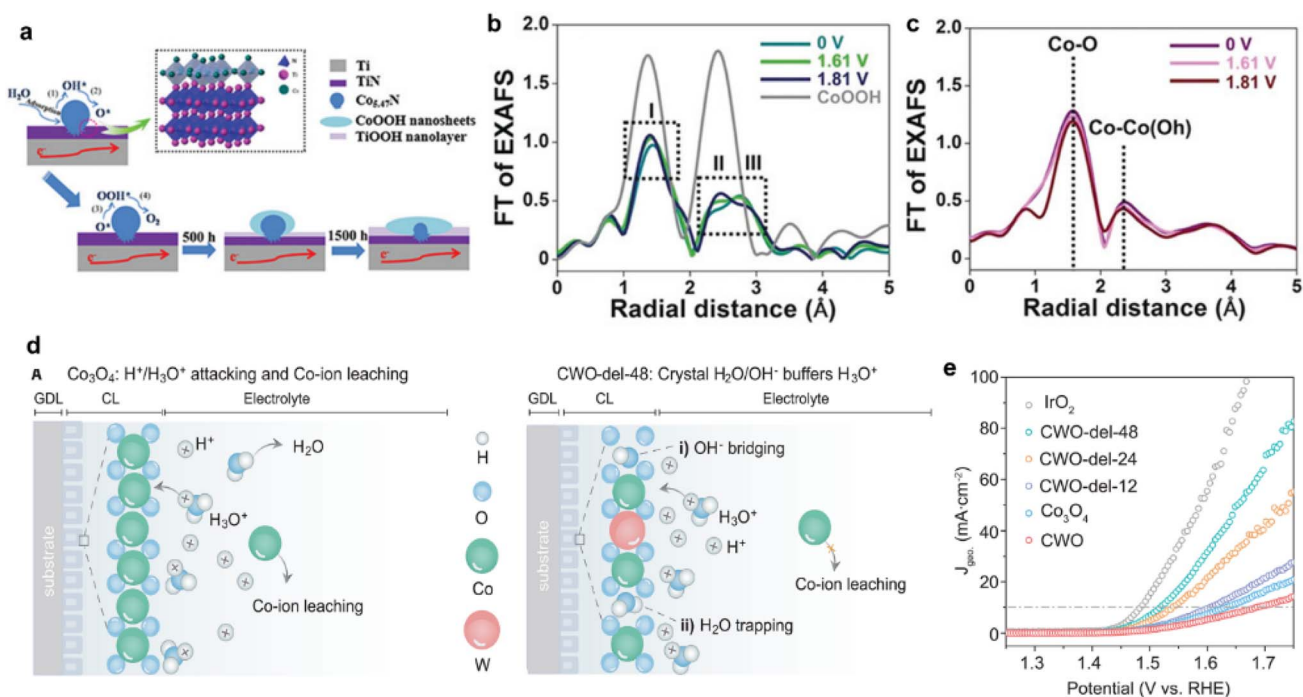 a
H₂O
Adsorption
(1)
OH*
(2)
O*
N
Ti
Co
Ti
TiN
Co₅.₄₇N
CoOOH nanosheets
TiOOH nanolayer
e⁻
OOH*
(4)
(3)
O*
O₂
500 h
1500 h
e⁻
e⁻
e⁻
b
FT of EXAFS
2.0
1.5
1.0
0.5
0
0 V
1.61 V
1.81 V
CoOOH
I
II
III
0 1 2 3 4 5
Radial distance (Å)
c
FT of EXAFS
2.0
1.5
1.0
0.5
0
Co-O
0 V
1.61 V
1.81 V
Co-Co(Oh)
0 1 2 3 4 5
Radial distance (Å)
d
A
Co₃O₄: H⁺/H₃O⁺ attacking and Co-ion leaching
GDL CL Electrolyte
substrate
H⁺
H₂O
H₃O⁺
Co-ion leaching
H
O
Co
W
CWO-del-48: Crystal H₂O/OH⁻ buffers H₃O⁺
GDL CL Electrolyte
substrate
i) OH⁻ bridging
H₃O⁺
H⁺
Co-ion leaching
ii) H₂O trapping
e
J geo. (mA·cm⁻²)
100
80
60
40
20
0
IrO₂
CWO-del-48
CWO-del-24
CWO-del-12
Co₃O₄
CWO
1.3 1.4 1.5 1.6 1.7
Potential (V vs. RHE)